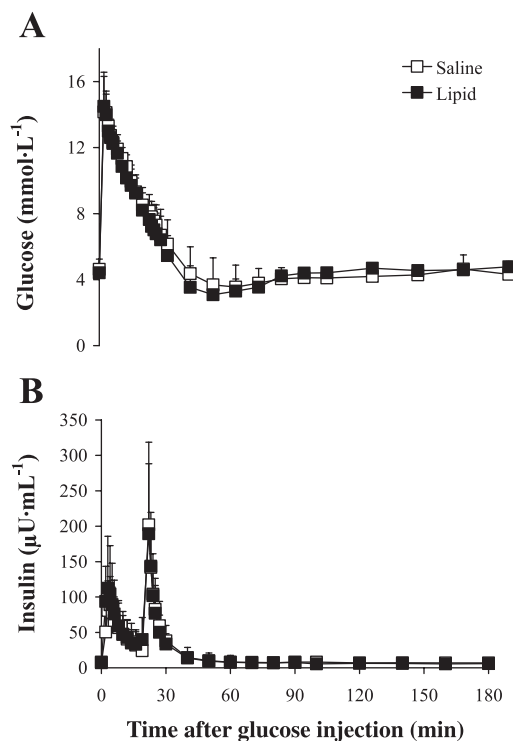 A
Saline
Lipid
16
12
8
4
0
Glucose (mmol·L⁻¹)
B
350
300
250
200
150
100
50
0
Insulin (µU·mL⁻¹)
0 30 60 90 120 150 180
Time after glucose injection (min)